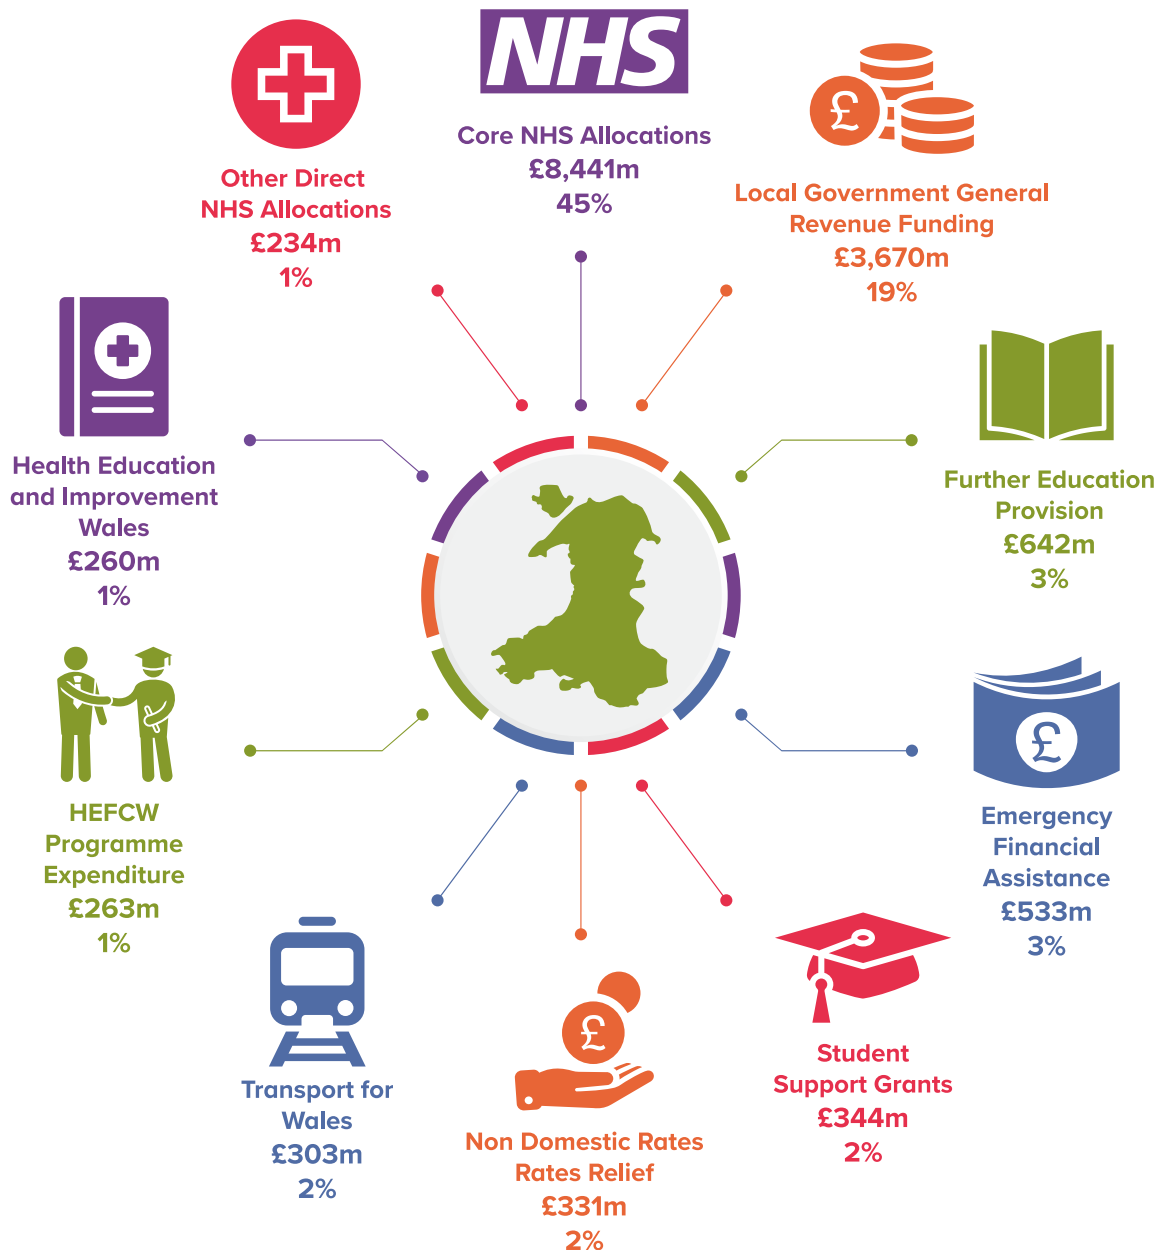 NHS
Core NHS Allocations
£8,441m
45%
£
Local Government General
Revenue Funding
£3,670m
19%
Further Education
Provision
£642m
3%
£
Emergency
Financial
Assistance
£533m
3%
Student
Support Grants
£344m
2%
£
Non Domestic Rates
Rates Relief
£331m
2%
Transport for
Wales
£303m
2%
HEFCW
Programme
Expenditure
£263m
1%
Health Education
and Improvement
Wales
£260m
1%
Other Direct
NHS Allocations
£234m
1%